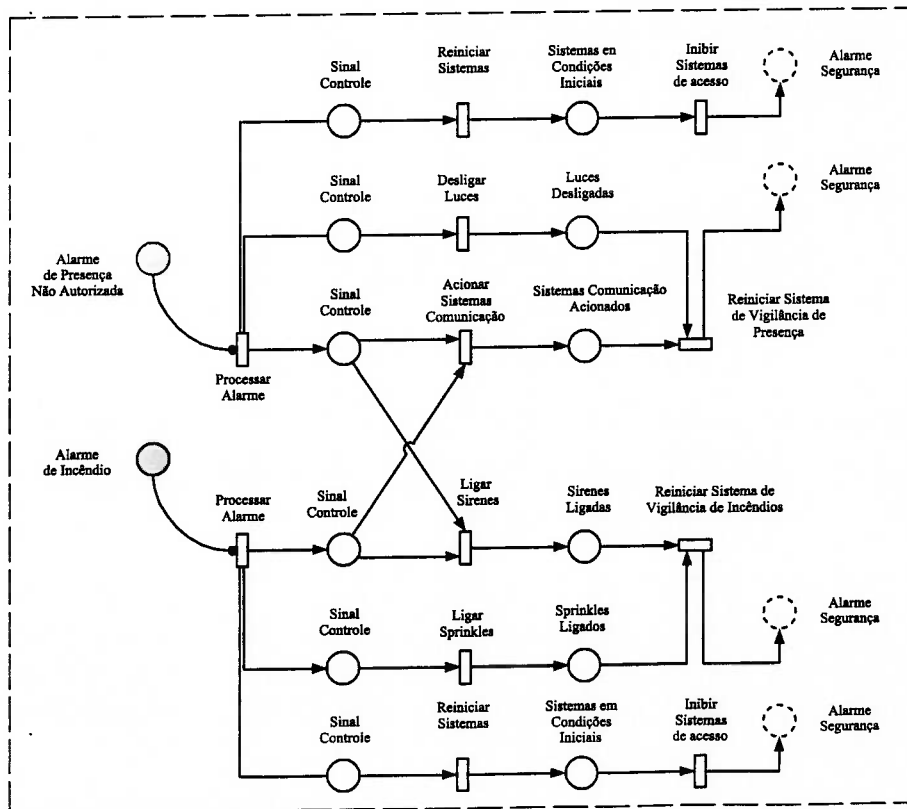 Sinal
Controle
Reiniciar
Sistemas
Sistemas en
Condições
Iniciais
Inibir
Sistemas
de acesso
Alarme
Segurança
Sinal
Controle
Desligar
Luces
Luces
Desligadas
Alarme
Segurança
Alarme
de Presença
Não Autorizada
Sinal
Controle
Acionar
Sistemas
Comunicação
Sistemas Comunicação
Acionados
Reiniciar Sistema
de Vigilância de
Presença
Processar
Alarme
Alarme
de Incêndio
Processar
Alarme
Sinal
Controle
Ligar
Sirenes
Sirenes
Ligadas
Reiniciar Sistema de
Vigilância de Incêndios
Sinal
Controle
Ligar
Sprinkles
Sprinkles
Ligados
Alarme
Segurança
Sinal
Controle
Reiniciar
Sistemas
Sistemas em
Condições
Iniciais
Inibir
Sistemas
de acesso
Alarme
Segurança